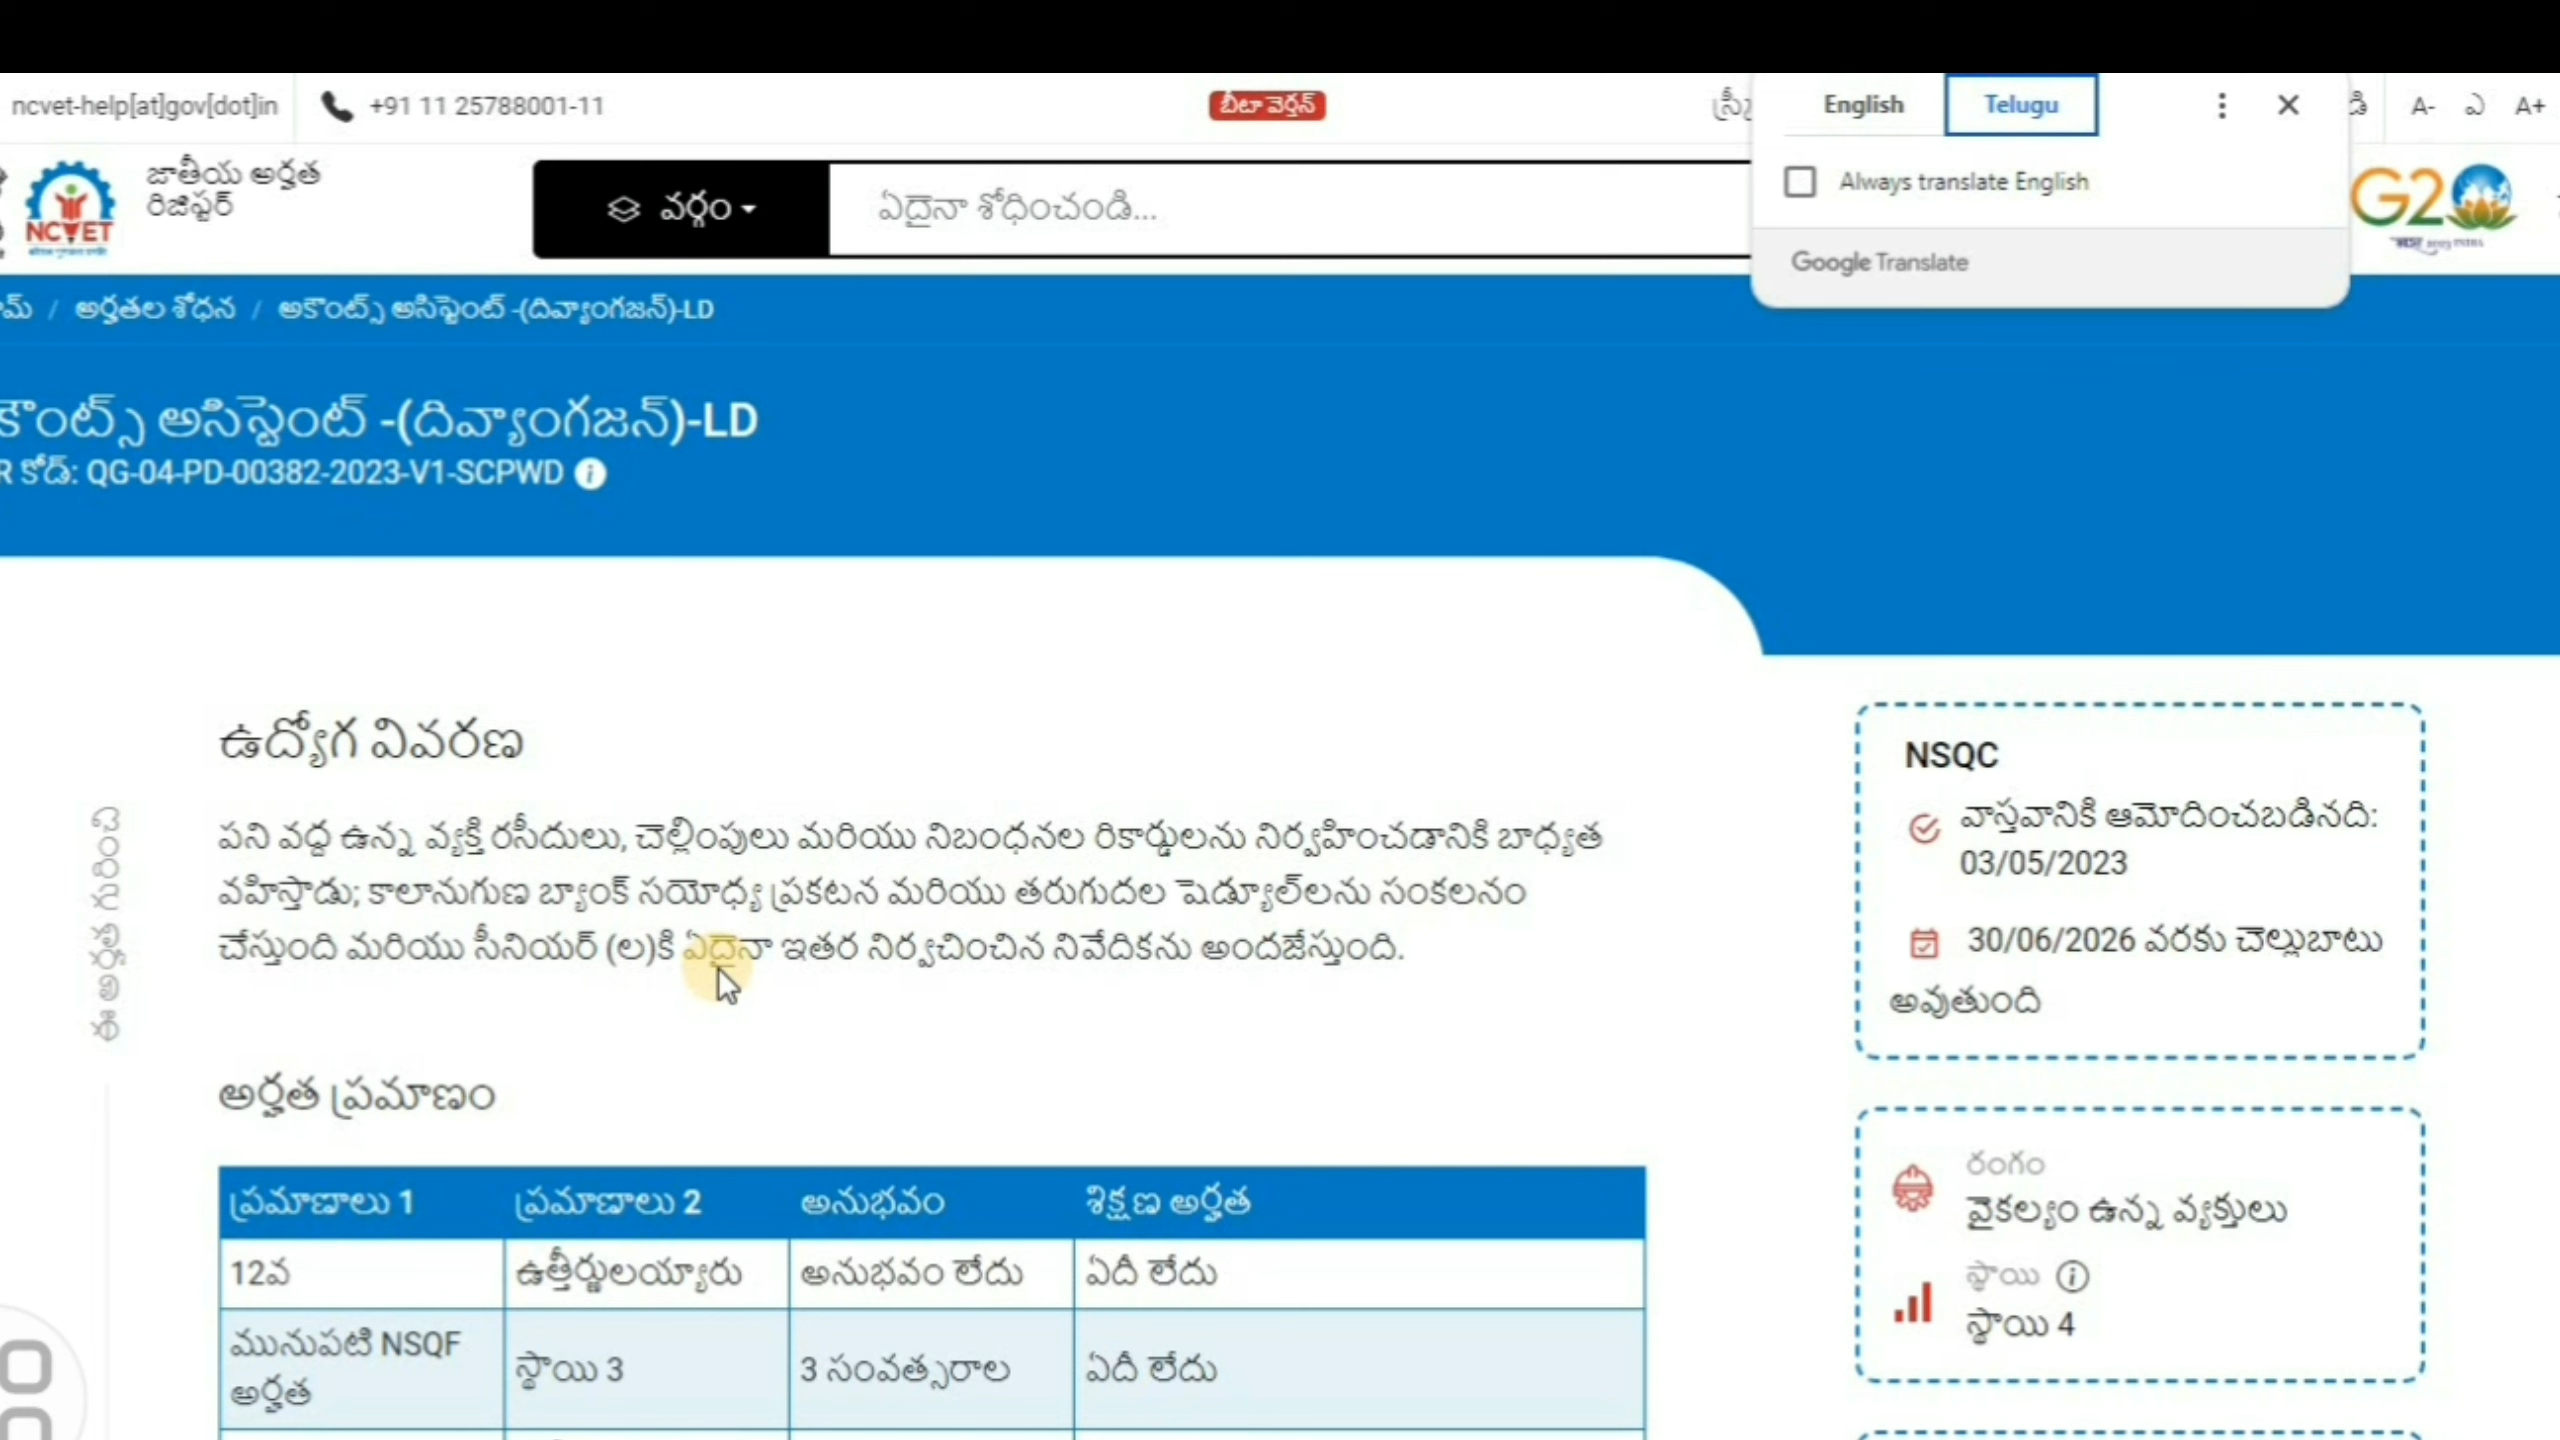 ncvet-help[at]gov[dot]in
+91 11 25788001-11
బీటా వెర్షన్
English
Telugu
A-
ఎ
A+
Always translate English
Google Translate
NCVET
జాతీయ అర్హత
రిజిష్టర్
వర్గం
ఏదైనా శోధించండి...
G20
/ అర్హతల శోధన / అకౌంట్స్ అసిస్టెంట్ -(దివ్యాంగజన్)-LD
కౌంట్స్ అసిస్టెంట్ -(దివ్యాంగజన్)-LD
R కోడ్: QG-04-PD-00382-2023-V1-SCPWD
ఈ అర్హత గురించి
ఉద్యోగ వివరణ
పని వద్ద ఉన్న వ్యక్తి రసీదులు, చెల్లింపులు మరియు నిబంధనల రికార్డులను నిర్వహించడానికి బాధ్యత
వహిస్తాడు; కాలానుగుణ బ్యాంక్ సయోధ్య ప్రకటన మరియు తరుగుదల షెడ్యూల్‌లను సంకలనం
చేస్తుంది మరియు సీనియర్ (ల)కి ఏదైనా ఇతర నిర్వచించిన నివేదికను అందజేస్తుంది.
అర్హత ప్రమాణం
ప్రమాణాలు 1 ప్రమాణాలు 2 అనుభవం శిక్షణ అర్హత
12వ ఉత్తీర్ణులయ్యారు అనుభవం లేదు ఏదీ లేదు
మునుపటి NSQF
అర్హత స్థాయి 3 3 సంవత్సరాల ఏదీ లేదు
NSQC
వాస్తవానికి ఆమోదించబడినది:
03/05/2023
30/06/2026 వరకు చెల్లుబాటు
అవుతుంది
రంగం
వైకల్యం ఉన్న వ్యక్తులు
స్థాయి
స్థాయి 4